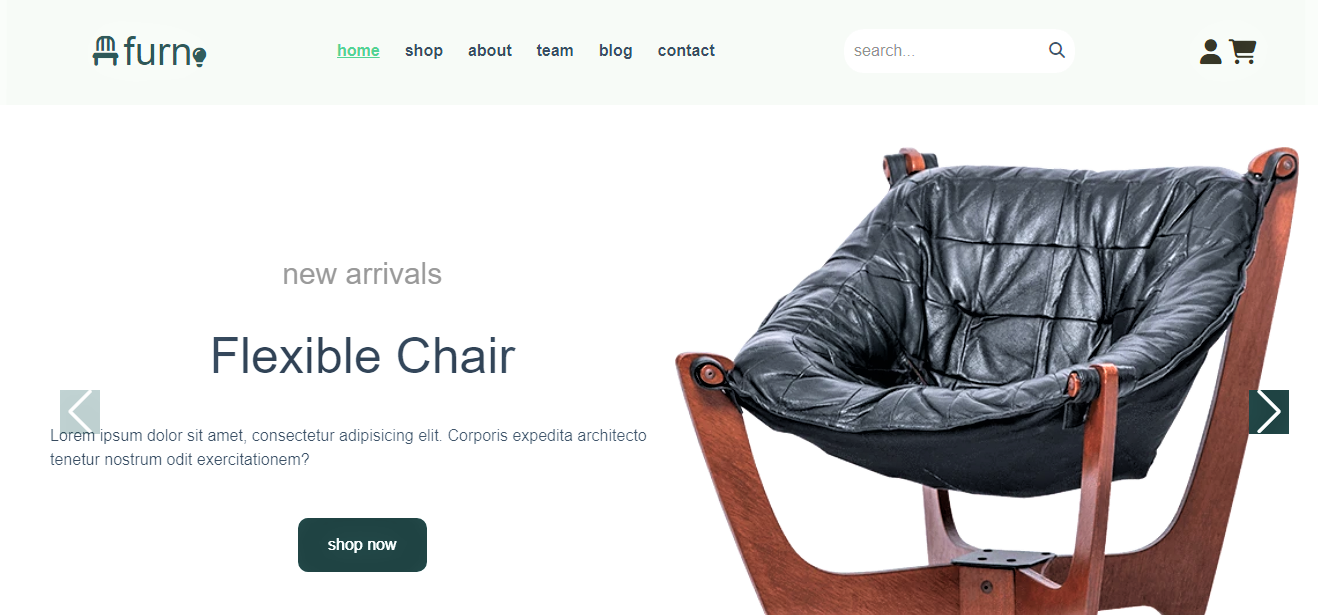 furn
home shop about team blog contact
search...
new arrivals
Flexible Chair
Lorem ipsum dolor sit amet, consectetur adipisicing elit. Corporis expedita architecto
tenetur nostrum odit exercitationem?
shop now